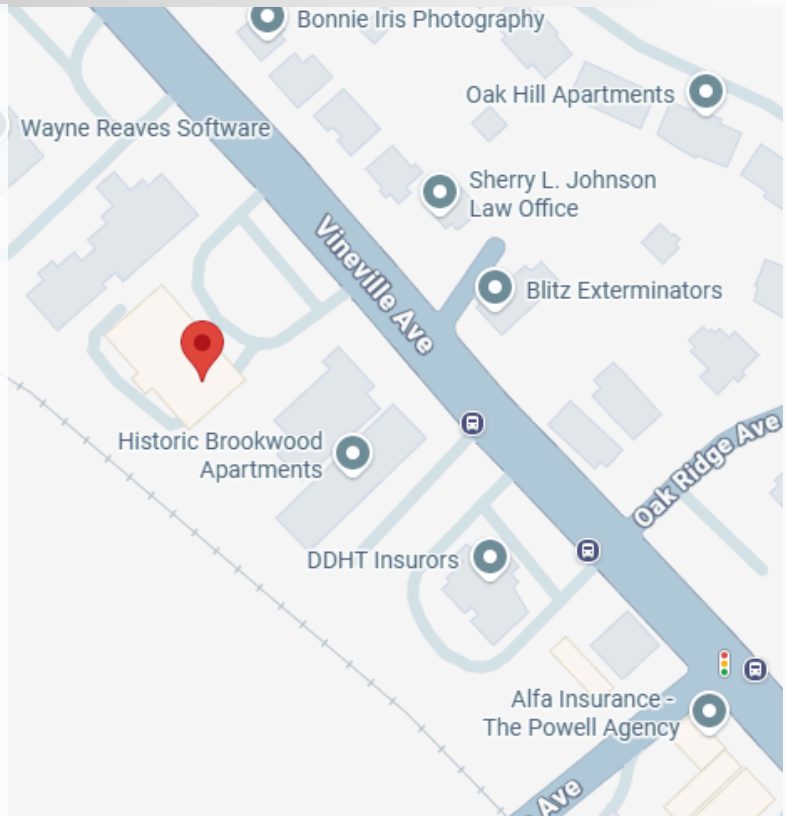 Bonnie Iris Photography
Oak Hill Apartments
Wayne Reaves Software
Sherry L. Johnson
Law Office
Vineville Ave
Blitz Exterminators
Historic Brookwood
Apartments
Oak Ridge Ave
DDHT Insurors
Alfa Insurance -
The Powell Agency
Ave